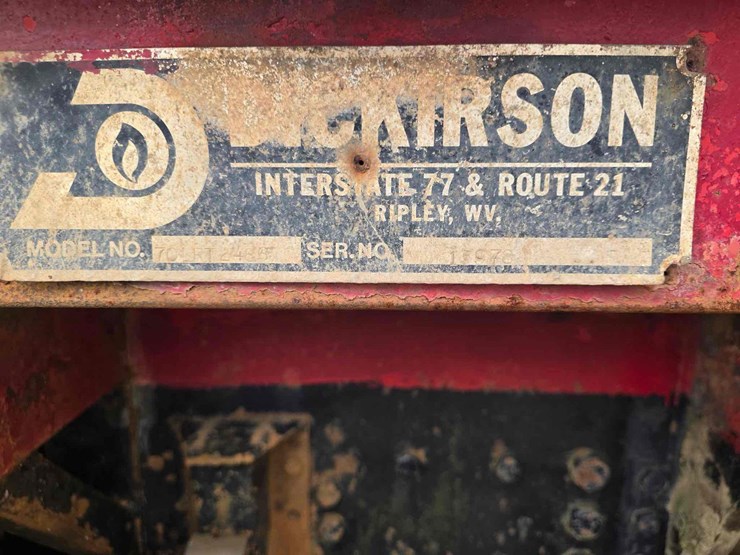 DICKIRSON
INTERSTATE 77 & ROUTE 21
RIPLEY, WV.
MODEL NO. SER. NO.